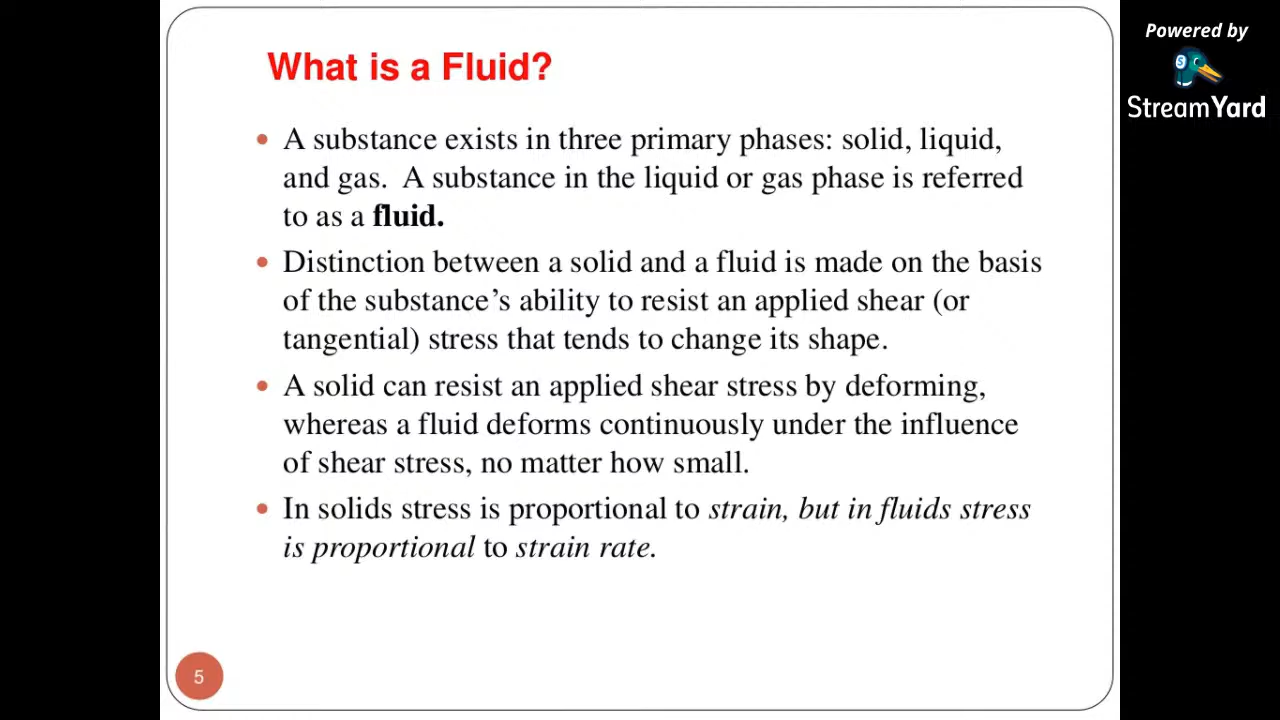 What is a Fluid?
Powered by
StreamYard
• A substance exists in three primary phases: solid, liquid,
and gas. A substance in the liquid or gas phase is referred
to as a fluid.
• Distinction between a solid and a fluid is made on the basis
of the substance’s ability to resist an applied shear (or
tangential) stress that tends to change its shape.
• A solid can resist an applied shear stress by deforming,
whereas a fluid deforms continuously under the influence
of shear stress, no matter how small.
• In solids stress is proportional to strain, but in fluids stress
is proportional to strain rate.
5